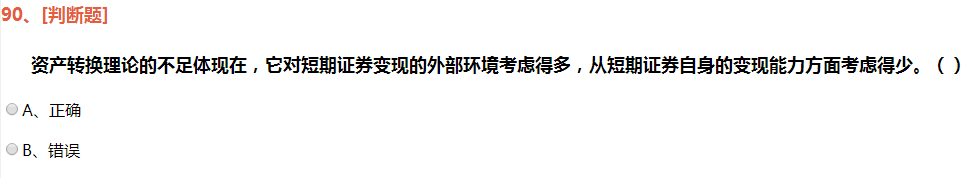 90、[判断题]
资产转换理论的不足体现在，它对短期证券变现的外部环境考虑得多，从短期证券自身的变现能力方面考虑得少。（ ）
A、正确
B、错误